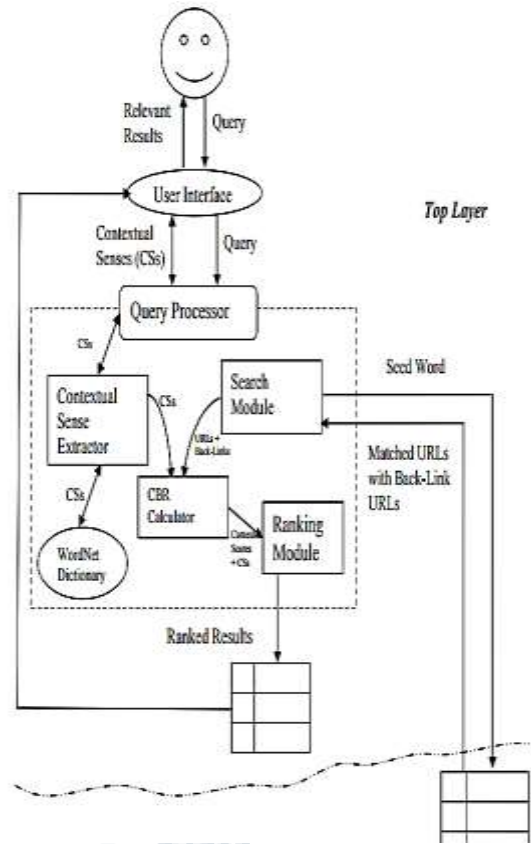 Relevant
Results
Query
User Interface
Top Layer
Contextual
Senses (CSs)
Query
Query Processor
CSs
Seed Word
Contextual
Sense
Extractor
CSs
Search
Module
URLs +
Back-Links
Matched URLs
with Back-Link
URLs
CSs
CBR
Calculator
Ranking
Module
+ CSs
WordNet
Dictionary
Ranked Results